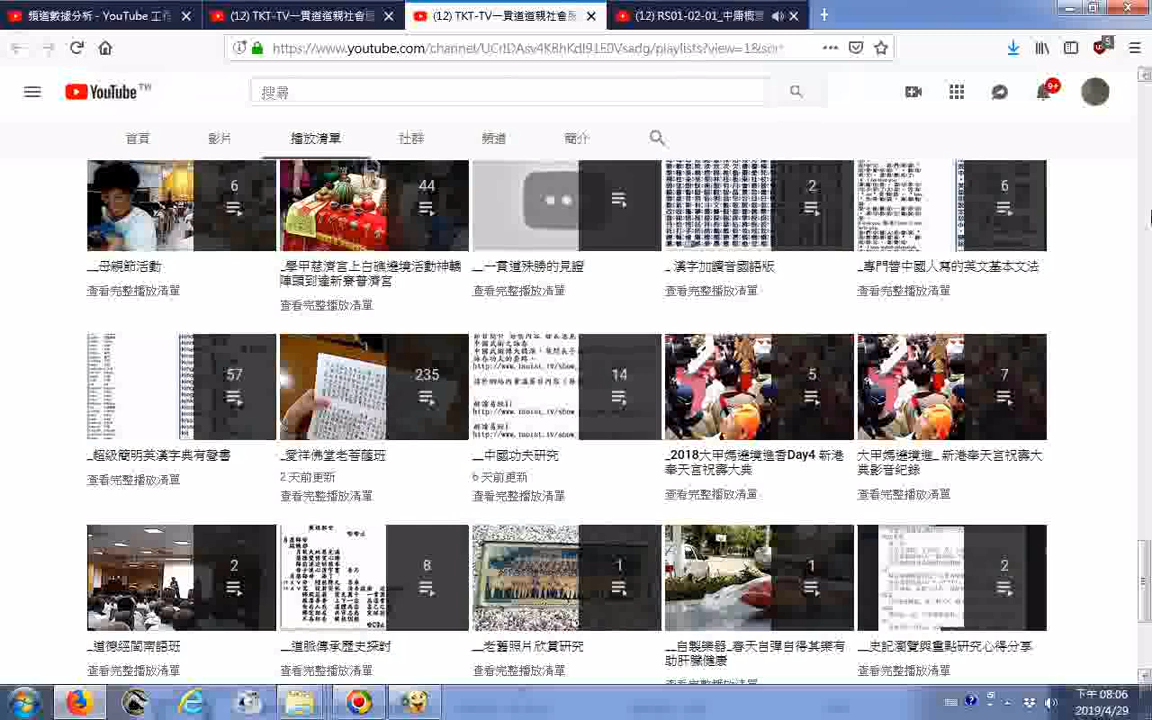 頻道數據分析 - YouTube 工
(12) TKT-TV一貫道道親社會
(12) TKT-TV一貫道道親社會
(12) RS01-02-01_中庸概
YouTube TW
搜尋
9+
首頁
影片
播放清單
社群
頻道
簡介
6
44
2
6
__母親節活動
查看完整播放清單
_學甲慈濟宮上白礁遶境活動神轎
陣頭到達新寮普濟宮
查看完整播放清單
__一貫道殊勝的見證
查看完整播放清單
_漢字加讀音國語版
查看完整播放清單
_專門替中國人寫的英文基本文法
查看完整播放清單
57
235
14
5
7
_超級簡明英漢字典有聲書
查看完整播放清單
_愛祥佛堂老菩薩班
2 天前更新
查看完整播放清單
__中國功夫研究
6 天前更新
查看完整播放清單
_2018大甲媽遶境進香Day4 新港
奉天宮祝壽大典
查看完整播放清單
大甲媽遶境進_ 新港奉天宮祝壽大
典影音紀錄
查看完整播放清單
2
8
1
1
2
_道德經閩南語班
查看完整播放清單
__道脈傳承歷史探討
查看完整播放清單
__老舊照片欣賞研究
查看完整播放清單
__自製樂器_春天自彈自得其樂有
助肝臟健康
__史記瀏覽與重點研究心得分享
查看完整播放清單
下午 08:06
2019/4/29